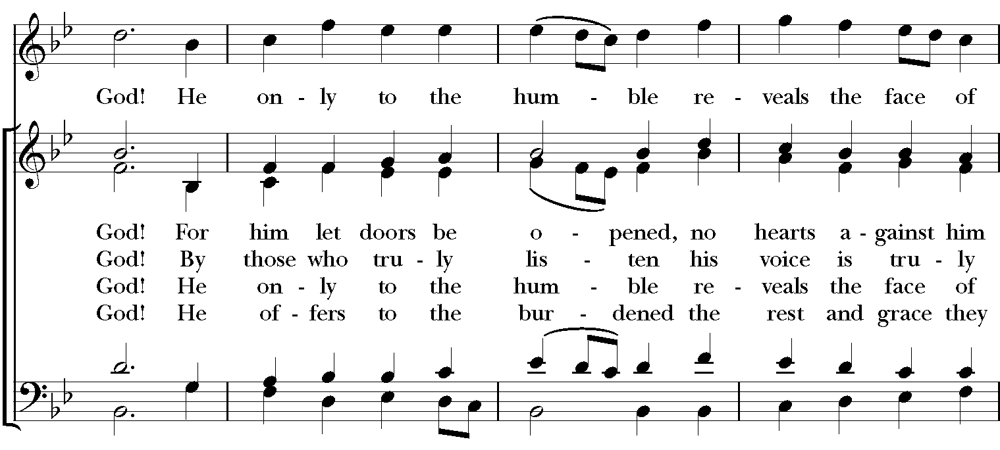 God! He on - ly to the hum - ble re - veals the face of
God! For him let doors be o - pened, no hearts a - gainst him
God! By those who tru - ly lis - ten his voice is tru - ly
God! He on - ly to the hum - ble re - veals the face of
God! He of - fers to the bur - dened the rest and grace they